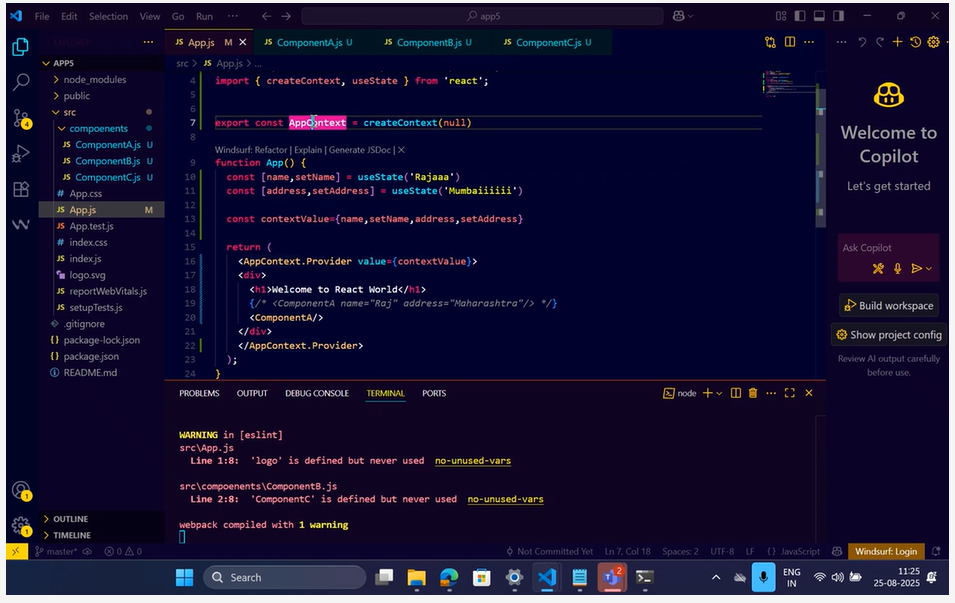 File Edit Selection View Go Run ··· app5
··· App.js M ComponentA.js U ComponentB.js U ComponentC.js U
APP5
node_modules
public
src
compoenents
JS ComponentA.js U
JS ComponentB.js U
JS ComponentC.js U
# App.css
JS App.js M
JS App.test.js
# index.css
JS index.js
logo.svg
JS reportWebVitals.js
JS setupTests.js
.gitignore
{} package-lock.json
{} package.json
README.md
OUTLINE
TIMELINE
src > JS App.js > ...
4 import { createContext, useState } from 'react';
5
6
7 export const AppContext = createContext(null)
8
Windsurf: Refactor | Explain | Generate JSDoc | X
9 function App() {
10 const [name,setName] = useState('Rajaaa')
11 const [address,setAddress] = useState('Mumbaiiiiii')
12
13 const contextValue={name,setName,address,setAddress}
14
15 return (
16 <AppContext.Provider value={contextValue}>
17 <div>
18 <h1>Welcome to React World</h1>
19 {/* <ComponentA name="Raj" address="Maharashtra"/> */}
20 <ComponentA/>
21 </div>
22 </AppContext.Provider>
23 );
24 }
PROBLEMS OUTPUT DEBUG CONSOLE TERMINAL PORTS node
WARNING in [eslint]
src\App.js
Line 1:8: 'logo' is defined but never used no-unused-vars
src\compoenents\ComponentB.js
Line 2:8: 'ComponentC' is defined but never used no-unused-vars
webpack compiled with 1 warning
Welcome to
Copilot
Let's get started
Ask Copilot
Build workspace
Show project config
Review AI output carefully
before use.
master* 0 0 Not Committed Yet Ln 7, Col 18 Spaces: 2 UTF-8 LF {} JavaScript Windsurf: Login
Search 2 ENG 11:25
IN 25-08-2025